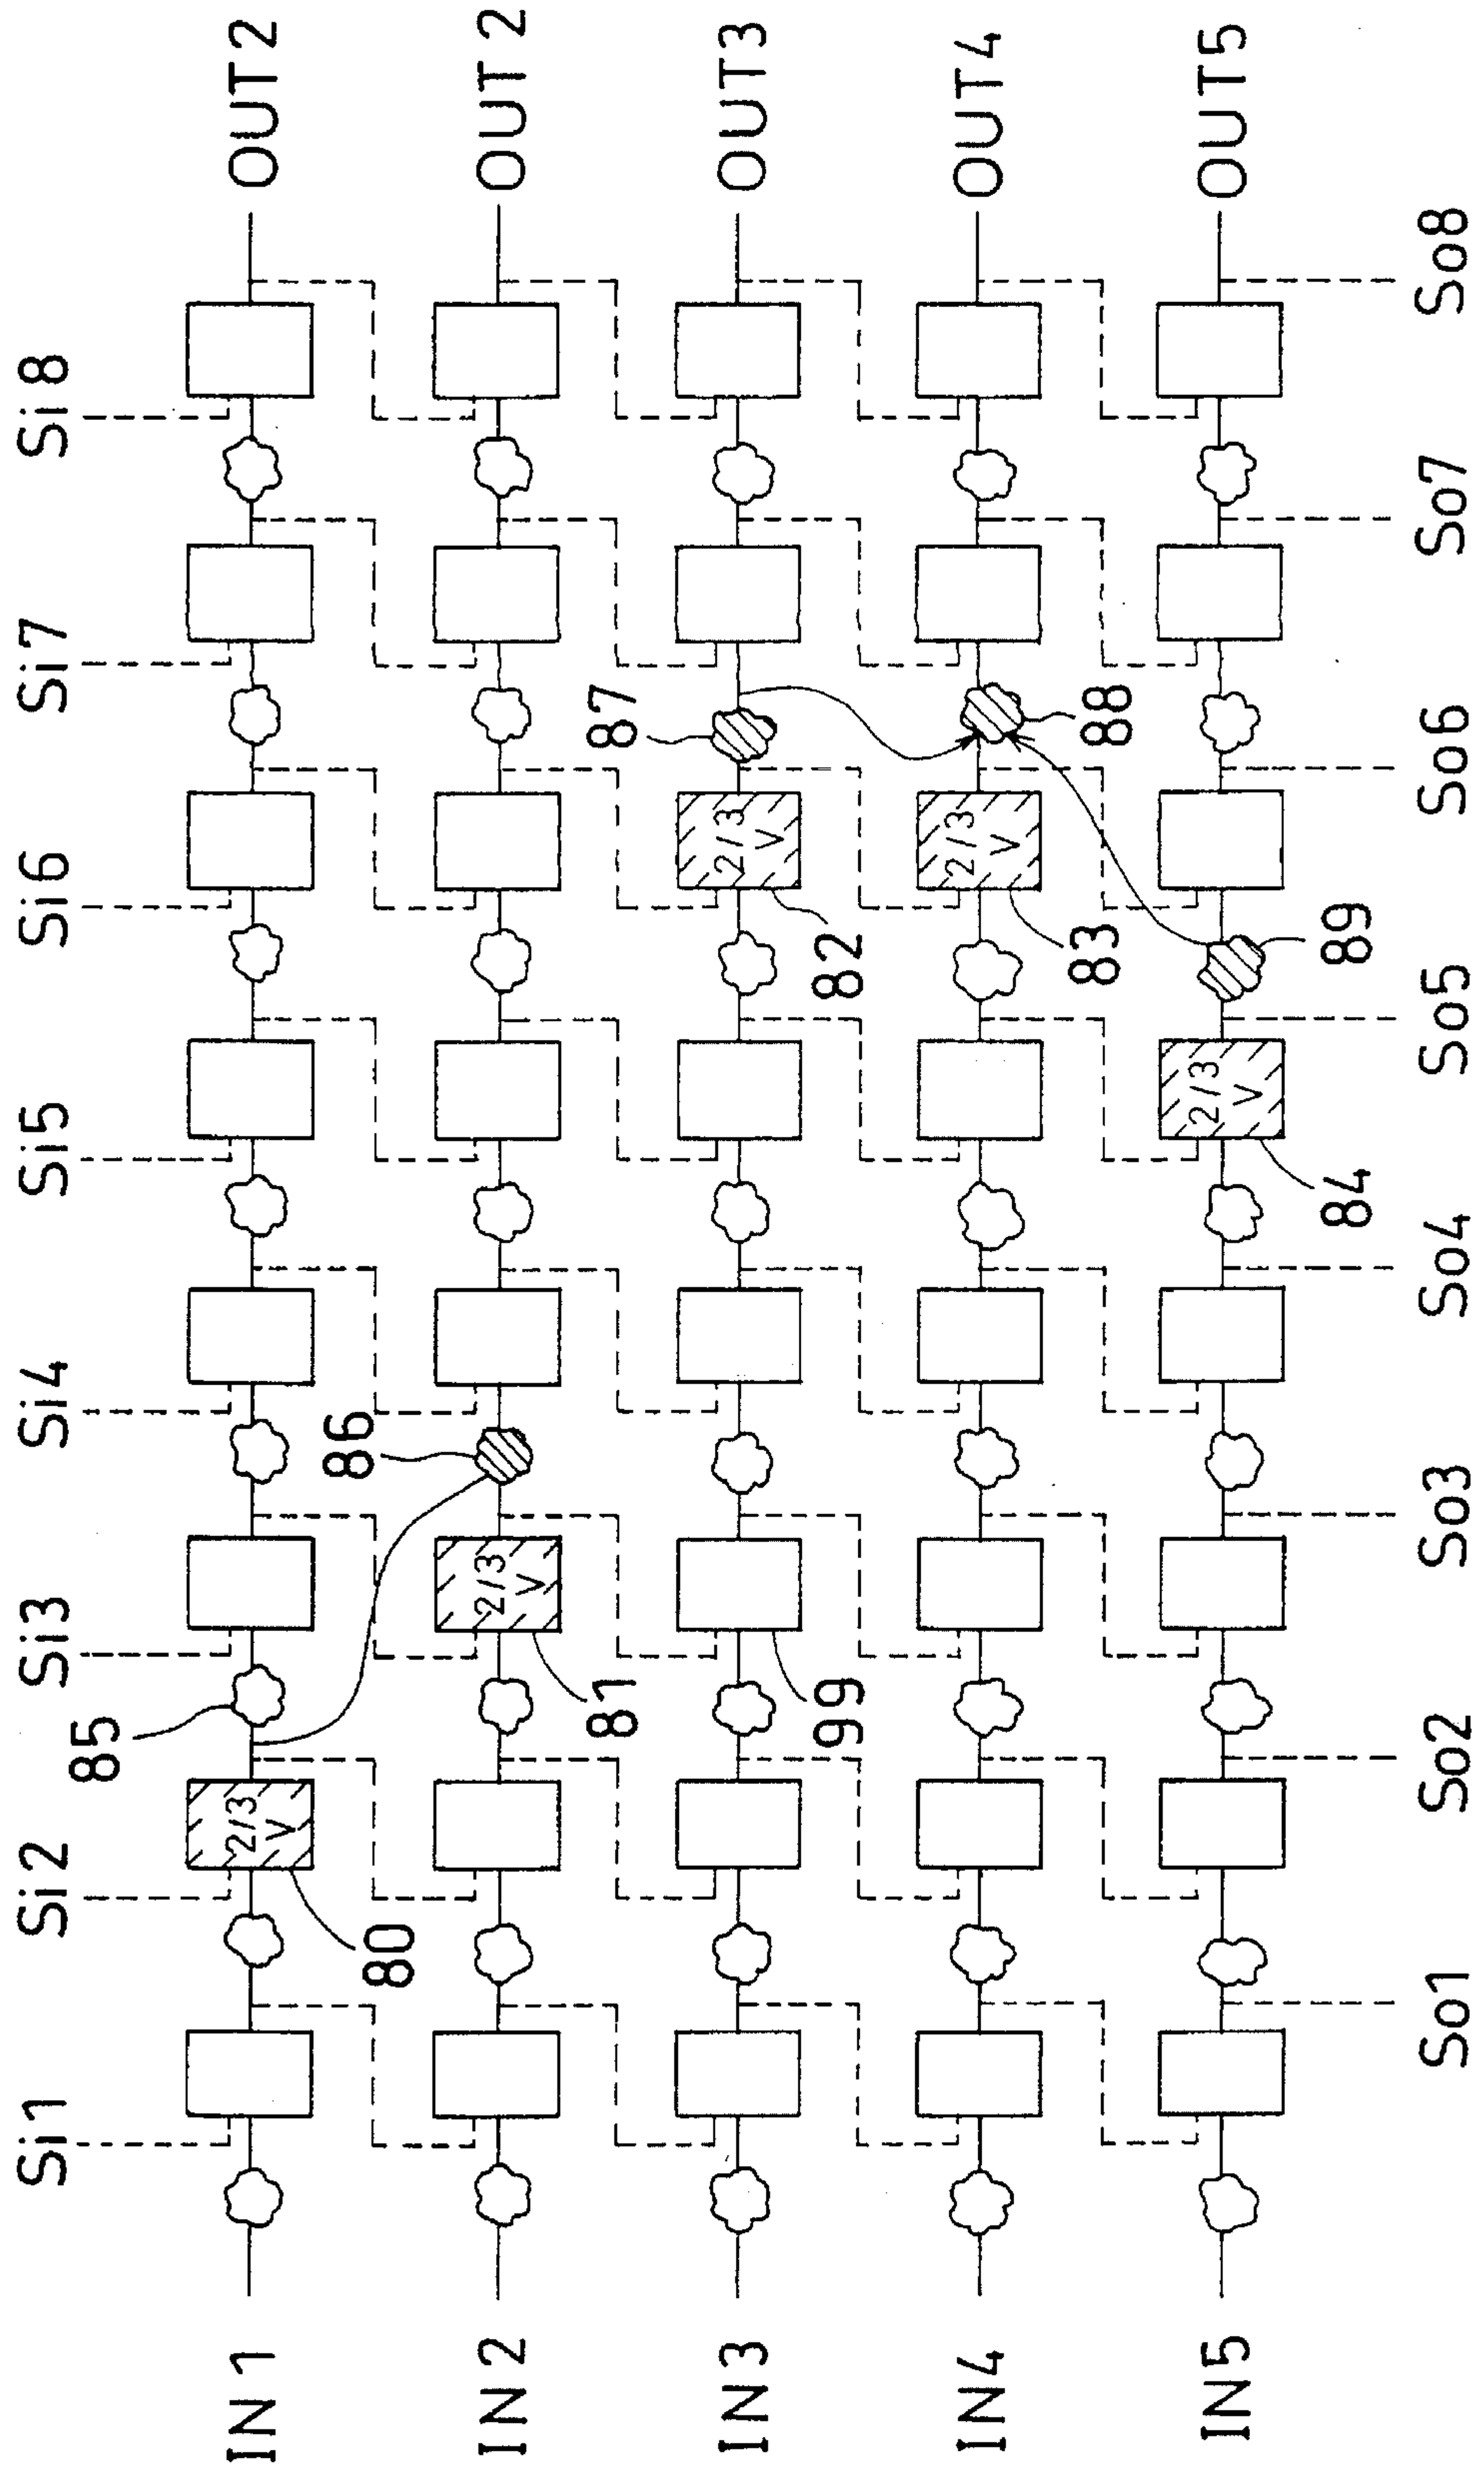 Si1
Si2
Si3
Si4
Si5
Si6
Si7
Si8
85
IN1
2/3
V
OUT2
80
86
IN2
2/3
V
OUT2
81
87
IN3
2/3
V
OUT3
99
82
IN4
2/3
V
OUT4
83
88
IN5
2/3
V
OUT5
84
89
So1
So2
So3
So4
So5
So6
So7
So8